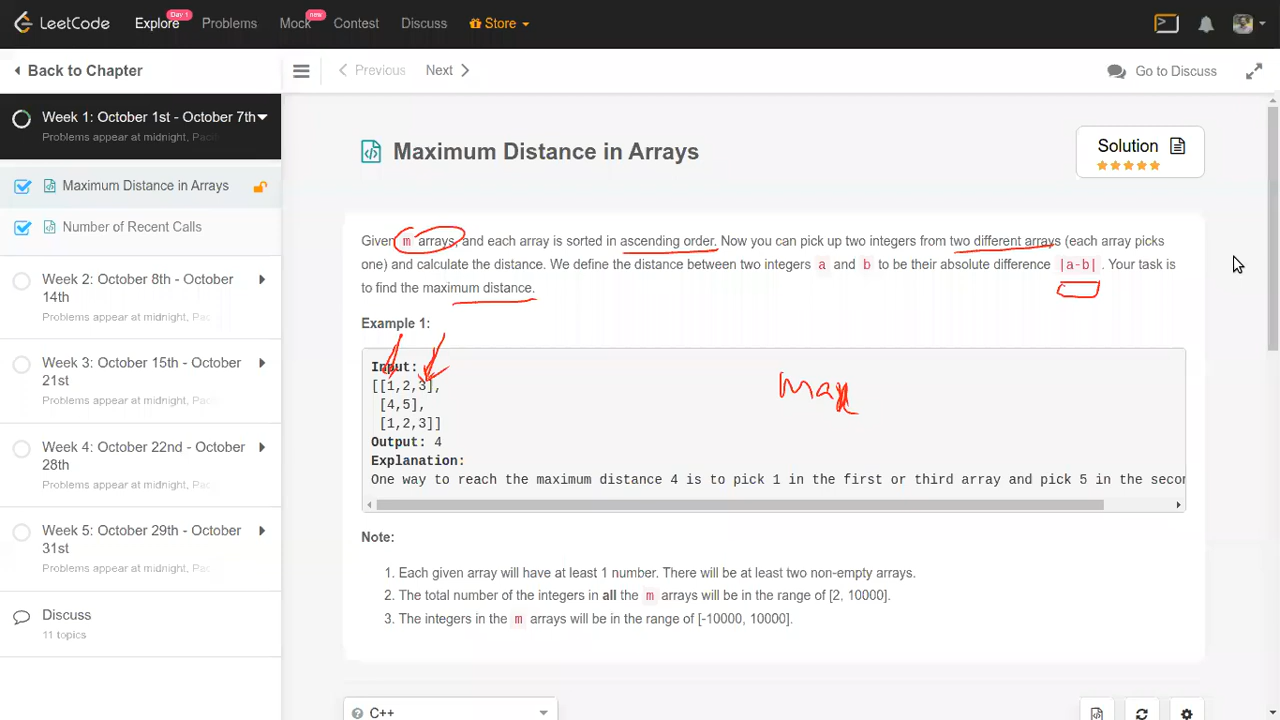 LeetCode Explore Day 1 Problems Mock new Contest Discuss Store
Back to Chapter
Previous Next Go to Discuss
Week 1: October 1st - October 7th
Problems appear at midnight,
Maximum Distance in Arrays
Number of Recent Calls
Week 2: October 8th - October
14th
Problems appear at midnight,
Week 3: October 15th - October
21st
Problems appear at midnight,
Week 4: October 22nd - October
28th
Problems appear at midnight,
Week 5: October 29th - October
31st
Problems appear at midnight,
Discuss
11 topics
Maximum Distance in Arrays
Solution
Given m arrays, and each array is sorted in ascending order. Now you can pick up two integers from two different arrays (each array picks
one) and calculate the distance. We define the distance between two integers a and b to be their absolute difference |a-b| . Your task is
to find the maximum distance.
Example 1:
Input:
[[1,2,3],
[4,5],
[1,2,3]]
Output: 4
Explanation:
One way to reach the maximum distance 4 is to pick 1 in the first or third array and pick 5 in the secon
max
Note:
1. Each given array will have at least 1 number. There will be at least two non-empty arrays.
2. The total number of the integers in all the m arrays will be in the range of [2, 10000].
3. The integers in the m arrays will be in the range of [-10000, 10000].
C++